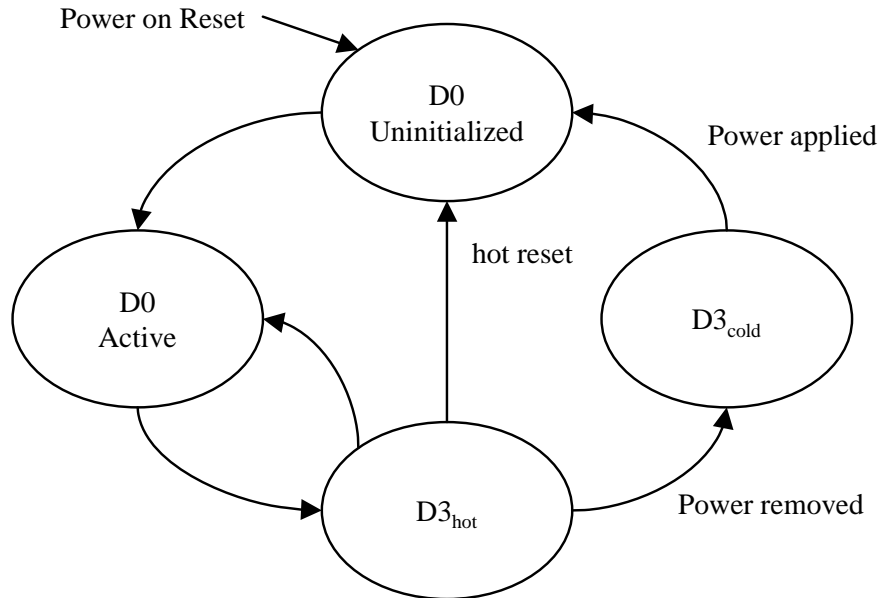 Power on Reset
D0
Uninitialized
Power applied
hot reset
D0
Active
D3cold
D3hot
Power removed